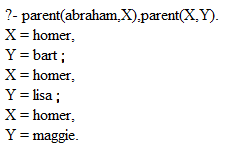 ?- parent(abraham,X),parent(X,Y).
X = homer,
Y = bart ;
X = homer,
Y = lisa ;
X = homer,
Y = maggie.